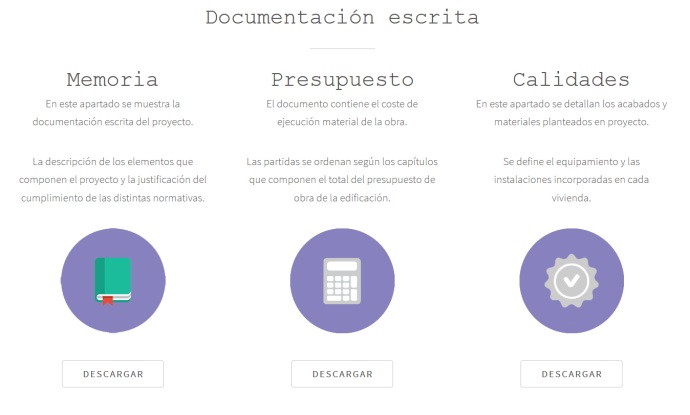 Documentación escrita
Memoria
En este apartado se muestra la
documentación escrita del proyecto.
La descripción de los elementos que
componen el proyecto y la justificación del
cumplimiento de las distintas normativas.
DESCARGAR
Presupuesto
El documento contiene el coste de
ejecución material de la obra.
Las partidas se ordenan según los capítulos
que componen el total del presupuesto de
obra de la edificación.
DESCARGAR
Calidades
En este apartado se detallan los acabados y
materiales planteados en proyecto.
Se define el equipamiento y las
instalaciones incorporadas en cada
vivienda.
DESCARGAR